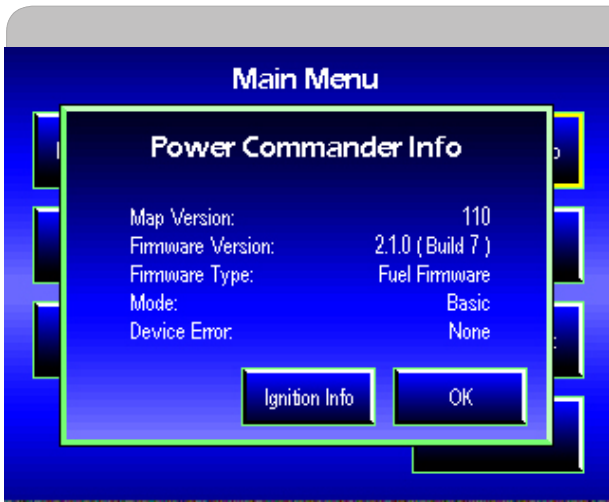 Main Menu
Power Commander Info
Map Version: 110
Firmware Version: 2.1.0 ( Build 7 )
Firmware Type: Fuel Firmware
Mode: Basic
Device Error: None
Ignition Info OK